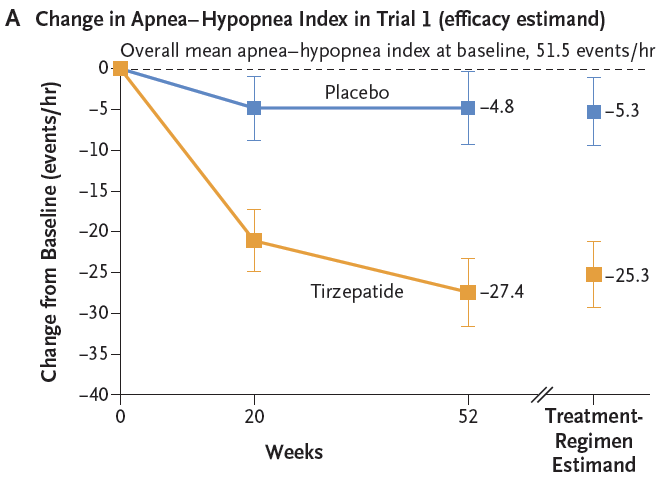 A Change in Apnea–Hypopnea Index in Trial 1 (efficacy estimand)
Overall mean apnea–hypopnea index at baseline, 51.5 events/hr
Change from Baseline (events/hr)
0
−5
−10
−15
−20
−25
−30
−35
−40
Placebo
−4.8
−5.3
Tirzepatide
−27.4
−25.3
0
20
52
Weeks
Treatment-
Regimen
Estimand